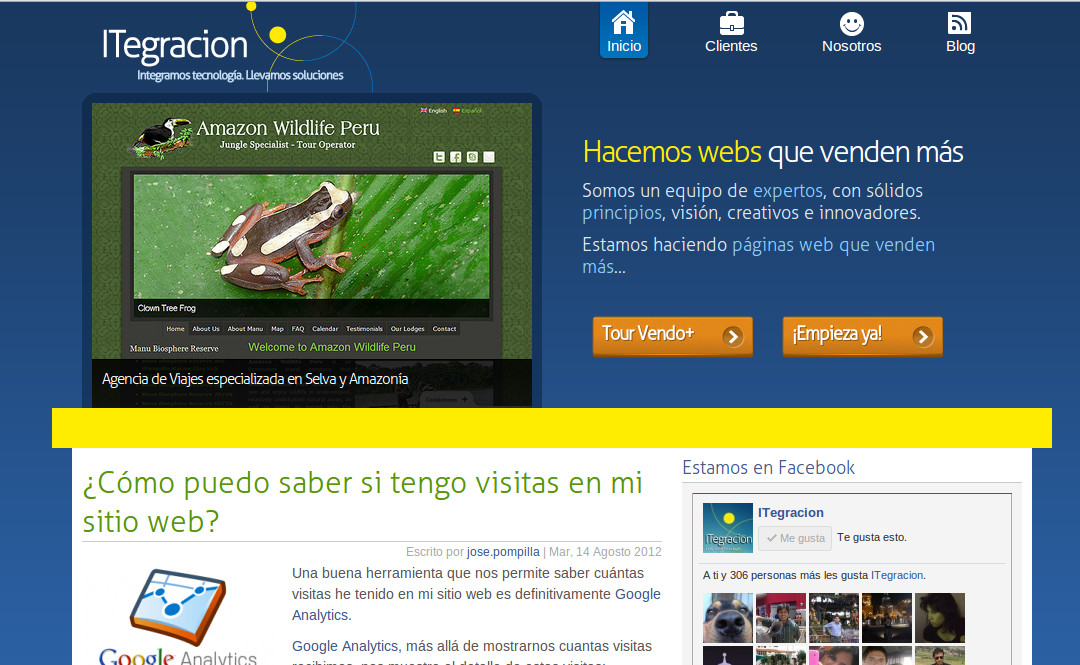 ITegracion
Integramos tecnología. Llevamos soluciones
Inicio
Clientes
Nosotros
Blog
English Español
Amazon Wildlife Peru
Jungle Specialist - Tour Operator
Clown Tree Frog
Home About Us About Manu Map FAQ Calendar Testimonials Our Lodges Contact
Manu Biosphere Reserve
Welcome to Amazon Wildlife Peru
Agencia de Viajes especializada en Selva y Amazonía
Hacemos webs que venden más
Somos un equipo de expertos, con sólidos
principios, visión, creativos e innovadores.
Estamos haciendo páginas web que venden
más...
Tour Vendo+
¡Empieza ya!
¿Cómo puedo saber si tengo visitas en mi
sitio web?
Escrito por jose.pompilla | Mar, 14 Agosto 2012
Una buena herramienta que nos permite saber cuántas
visitas he tenido en mi sitio web es definitivamente Google
Analytics.
Google Analytics, más allá de mostrarnos cuantas visitas
Google Analytics
Estamos en Facebook
ITegracion
ITegracion
Me gusta
Te gusta esto.
A ti y 306 personas más les gusta ITegracion.